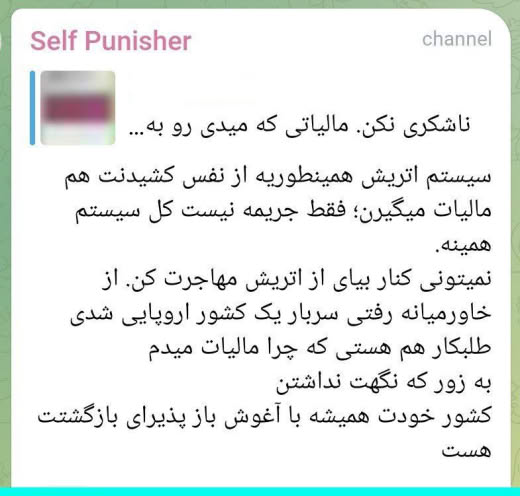 Self Punisher
channel
ناشکری نکن. مالیاتی که میدی رو به...
سیستم اتریش همینطوریه از نفس کشیدنت هم
مالیات میگیرن؛ فقط جریمه نیست کل سیستم
همینه.
نمیتونی کنار بیای از اتریش مهاجرت کن. از
خاورمیانه رفتی سربار یک کشور اروپایی شدی
طلبکار هم هستی که چرا مالیات میدم
به زور که نگهت نداشتن
کشور خودت همیشه با آغوش باز پذیرای بازگشتت
هست